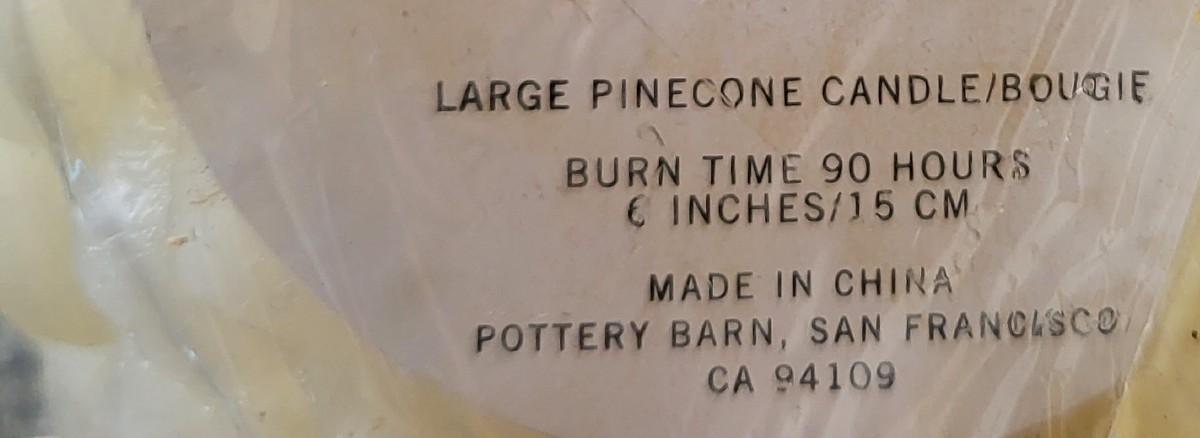 LARGE PINECONE CANDLE/BOUGIE
BURN TIME 90 HOURS
6 INCHES/15 CM
MADE IN CHINA
POTTERY BARN, SAN FRANCISCO
CA 94109